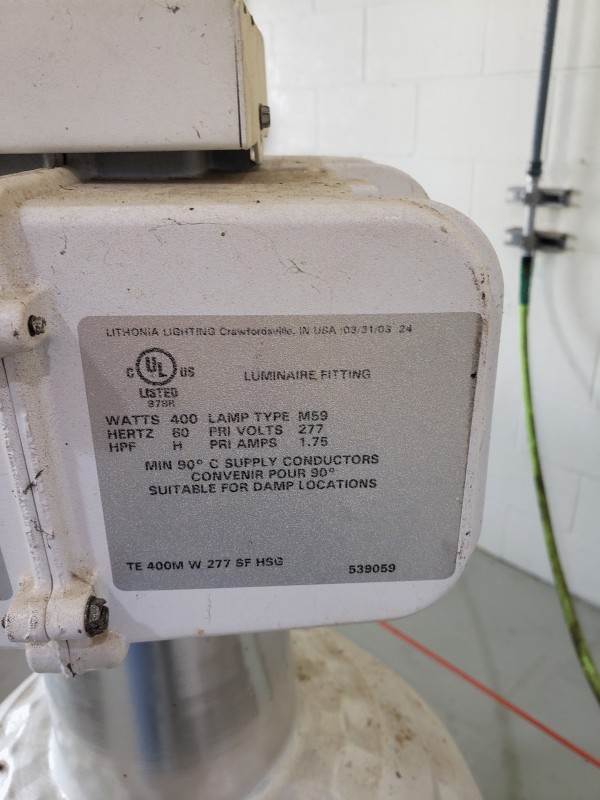 LITHONIA LIGHTING Crawfordsville, IN USA 03/31/03 24
C UL US
LISTED
878R
LUMINAIRE FITTING
WATTS 400 LAMP TYPE M59
HERTZ 60 PRI VOLTS 277
HPF H PRI AMPS 1.75
MIN 90° C SUPPLY CONDUCTORS
CONVENIR POUR 90°
SUITABLE FOR DAMP LOCATIONS
TE 400M W 277 SF HSG 539059